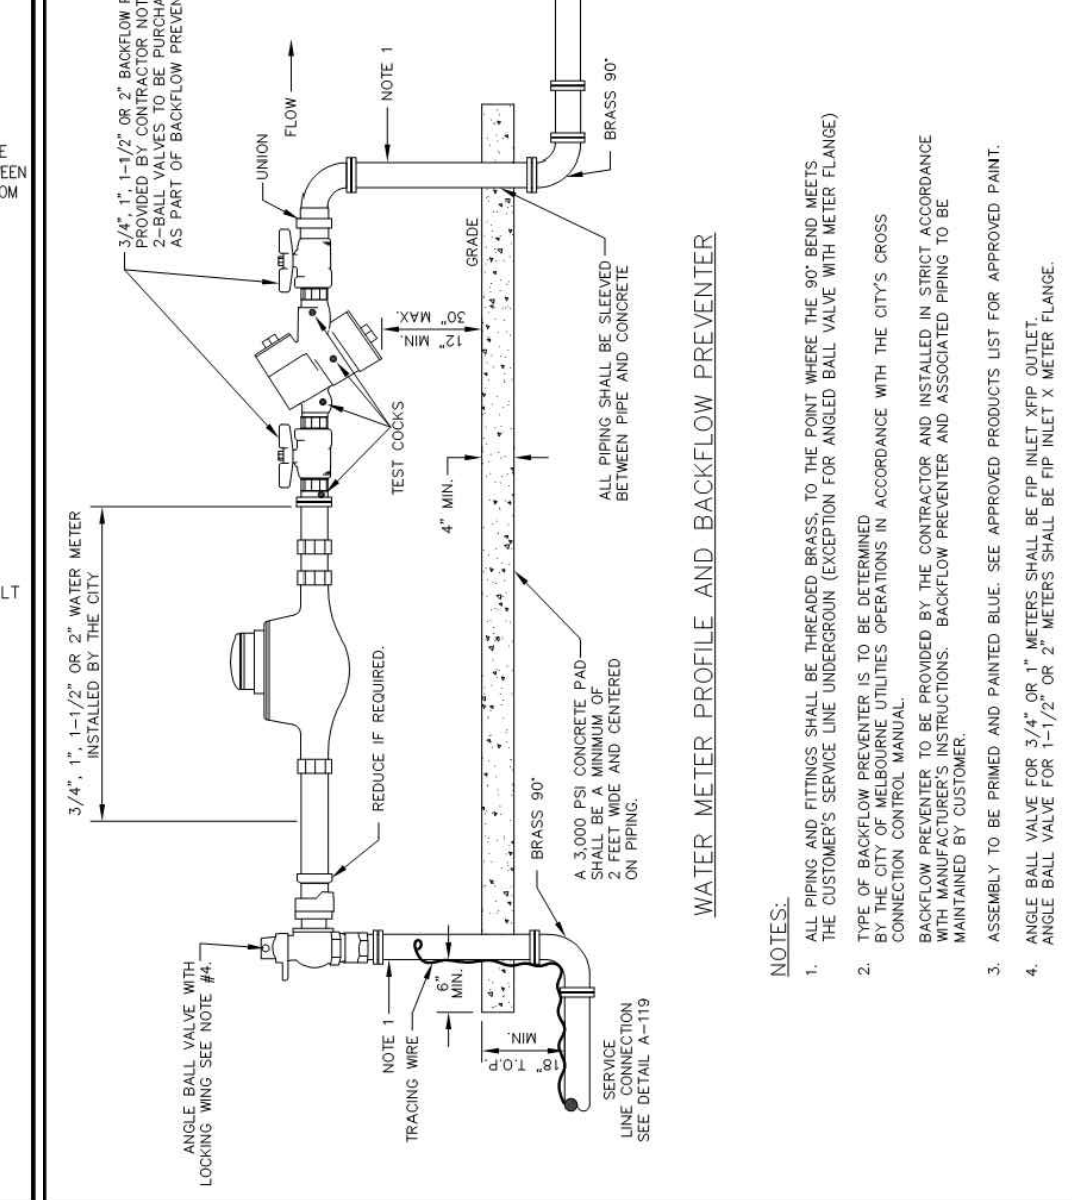 3/4", 1", 1-1/2" OR 2" WATER METER
INSTALLED BY THE CITY
3/4", 1", 1-1/2" OR 2" BACKFLOW
PROVIDED BY CONTRACTOR
2-BALL VALVES TO BE
AS PART OF BACKFLOW
ANGLE BALL VALVE WITH
LOCKING WING SEE NOTE #4.
UNION
FLOW
NOTE 1
REDUCE IF REQUIRED.
TEST COCKS
12" MIN.
30" MAX.
GRADE
NOTE 1
TRACING WIRE
6"
MIN.
4" MIN.
18" T.O.P.
MIN.
BRASS 90°
BRASS 90°
A 3,000 PSI CONCRETE PAD
SHALL BE A MINIMUM OF
2 FEET WIDE AND CENTERED
ON PIPING.
ALL PIPING SHALL BE SLEEVED
BETWEEN PIPE AND CONCRETE
SERVICE
LINE CONNECTION
SEE DETAIL A-119
WATER METER PROFILE AND BACKFLOW PREVENTER
NOTES:
1. ALL PIPING AND FITTINGS SHALL BE THREADED BRASS, TO THE POINT WHERE THE 90° BEND MEETS
THE CUSTOMER'S SERVICE LINE UNDERGROUN (EXCEPTION FOR ANGLED BALL VALVE WITH METER FLANGE)
2. TYPE OF BACKFLOW PREVENTER IS TO BE DETERMINED
BY THE CITY OF MELBOURNE UTILITIES OPERATIONS IN ACCORDANCE WITH THE CITY'S CROSS
CONNECTION CONTROL MANUAL.
BACKFLOW PREVENTER TO BE PROVIDED BY THE CONTRACTOR AND INSTALLED IN STRICT ACCORDANCE
WITH MANUFACTURER'S INSTRUCTIONS. BACKFLOW PREVENTER AND ASSOCIATED PIPING TO BE
MAINTAINED BY CUSTOMER.
3. ASSEMBLY TO BE PRIMED AND PAINTED BLUE. SEE APPROVED PRODUCTS LIST FOR APPROVED PAINT.
4. ANGLE BALL VALVE FOR 3/4" OR 1" METERS SHALL BE FIP INLET XFIP OUTLET.
ANGLE BALL VALVE FOR 1-1/2" OR 2" METERS SHALL BE FIP INLET X METER FLANGE.